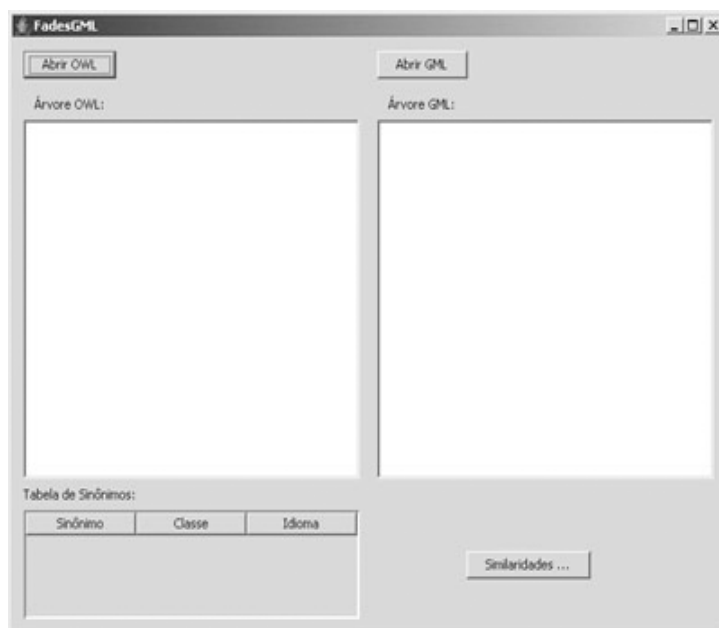 FadesGML
Abrir OWL
Abrir GML
Árvore OWL:
Árvore GML:
Tabela de Sinônimos:
Sinônimo Classe Idioma
Similaridades ...